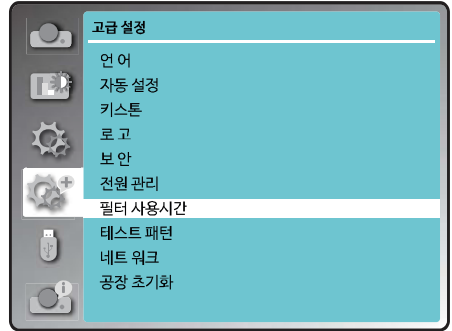 고급 설정
언 어
자동 설정
키스톤
로 고
보 안
전원 관리
필터 사용시간
테스트 패턴
네트 워크
공장 초기화